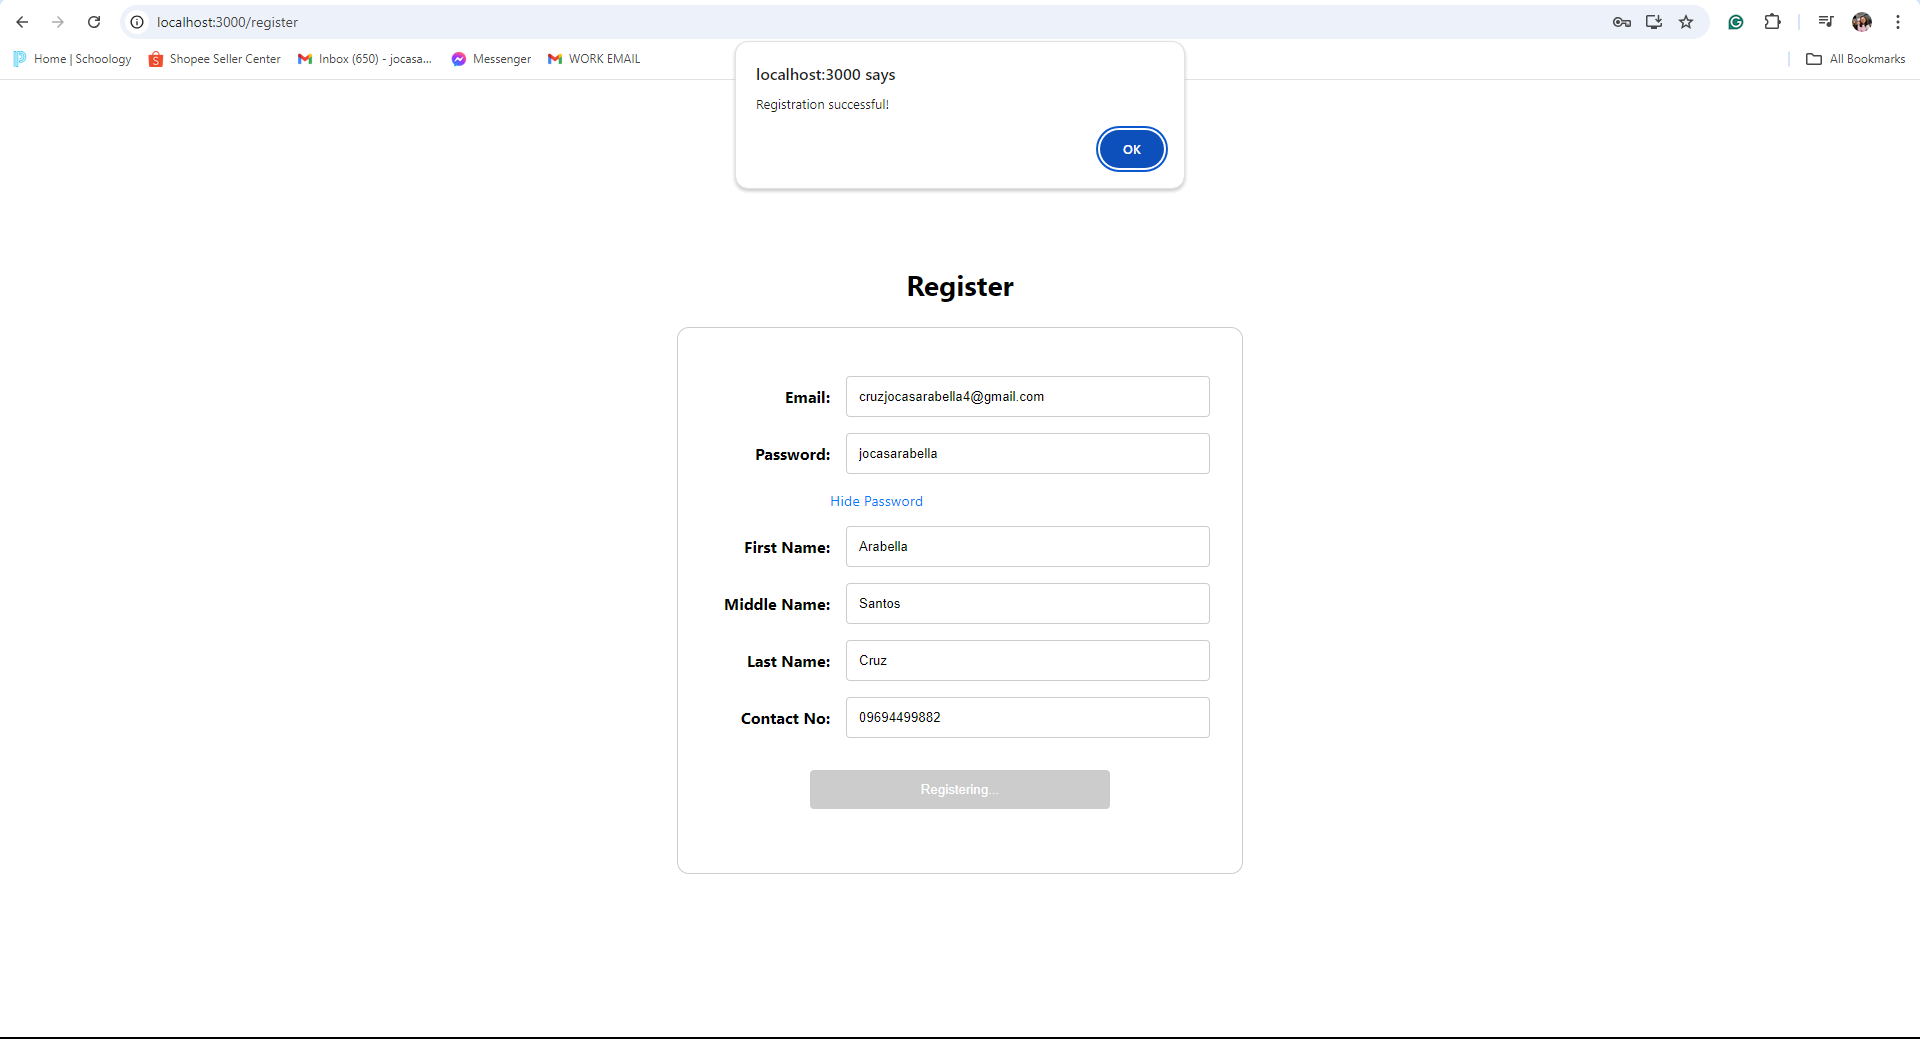 localhost:3000/register
Home | Schoology
Shopee Seller Center
Inbox (650) - jocasa...
Messenger
WORK EMAIL
All Bookmarks
localhost:3000 says
Registration successful!
OK
Register
Email: cruzjocasarabella4@gmail.com
Password: jocasarabella
Hide Password
First Name: Arabella
Middle Name: Santos
Last Name: Cruz
Contact No: 09694499882
Registering...